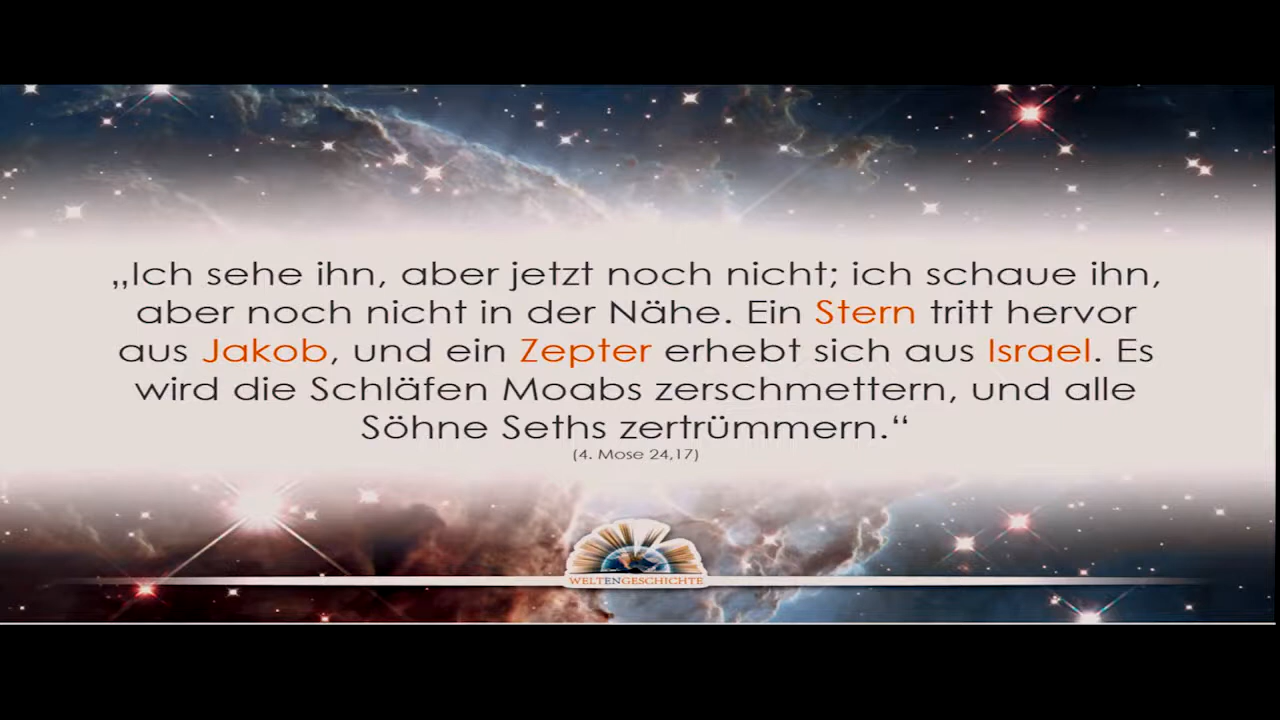 „Ich sehe ihn, aber jetzt noch nicht; ich schaue ihn,
aber noch nicht in der Nähe. Ein Stern tritt hervor
aus Jakob, und ein Zepter erhebt sich aus Israel. Es
wird die Schläfen Moabs zerschmettern, und alle
Söhne Seths zertrümmern.“
(4. Mose 24,17)
WELTENGESCHICHTE